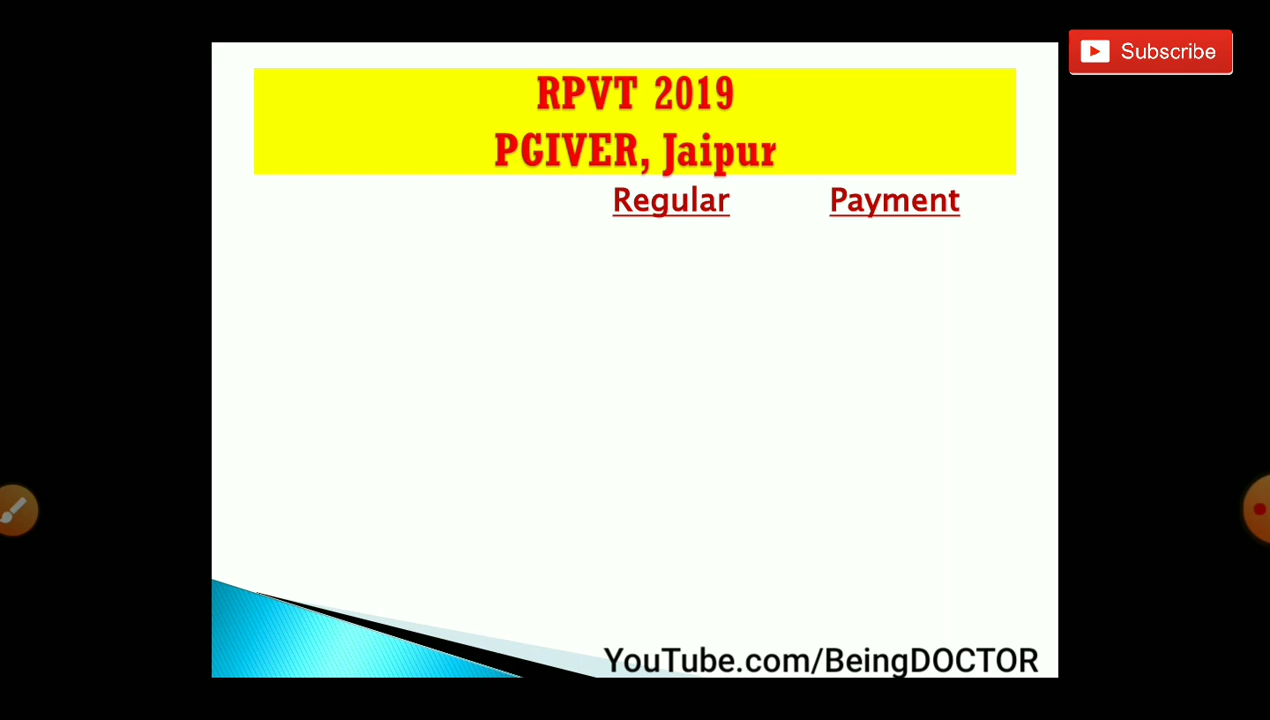 Subscribe
RPVT 2019
PGIVER, Jaipur
Regular Payment
YouTube.com/BeingDOCTOR